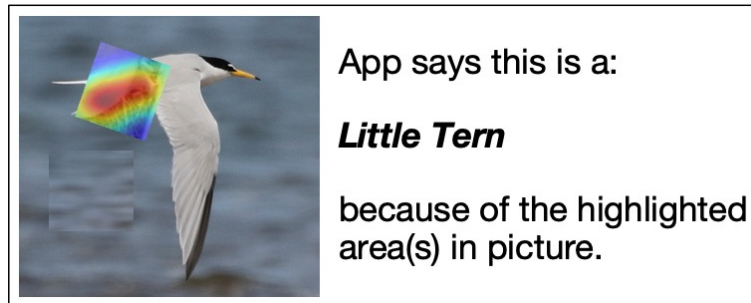 App says this is a:
Little Tern
because of the highlighted
area(s) in picture.